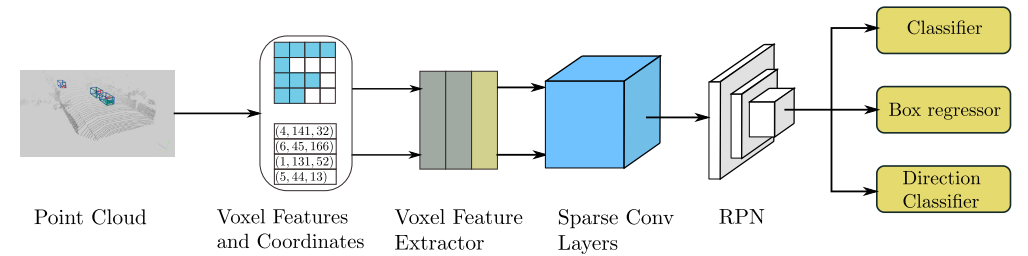 (4, 141, 32)
(6, 45, 166)
(1, 131, 52)
(5, 44, 13)
Point Cloud
Voxel Features
and Coordinates
Voxel Feature
Extractor
Sparse Conv
Layers
RPN
Classifier
Box regressor
Direction
Classifier